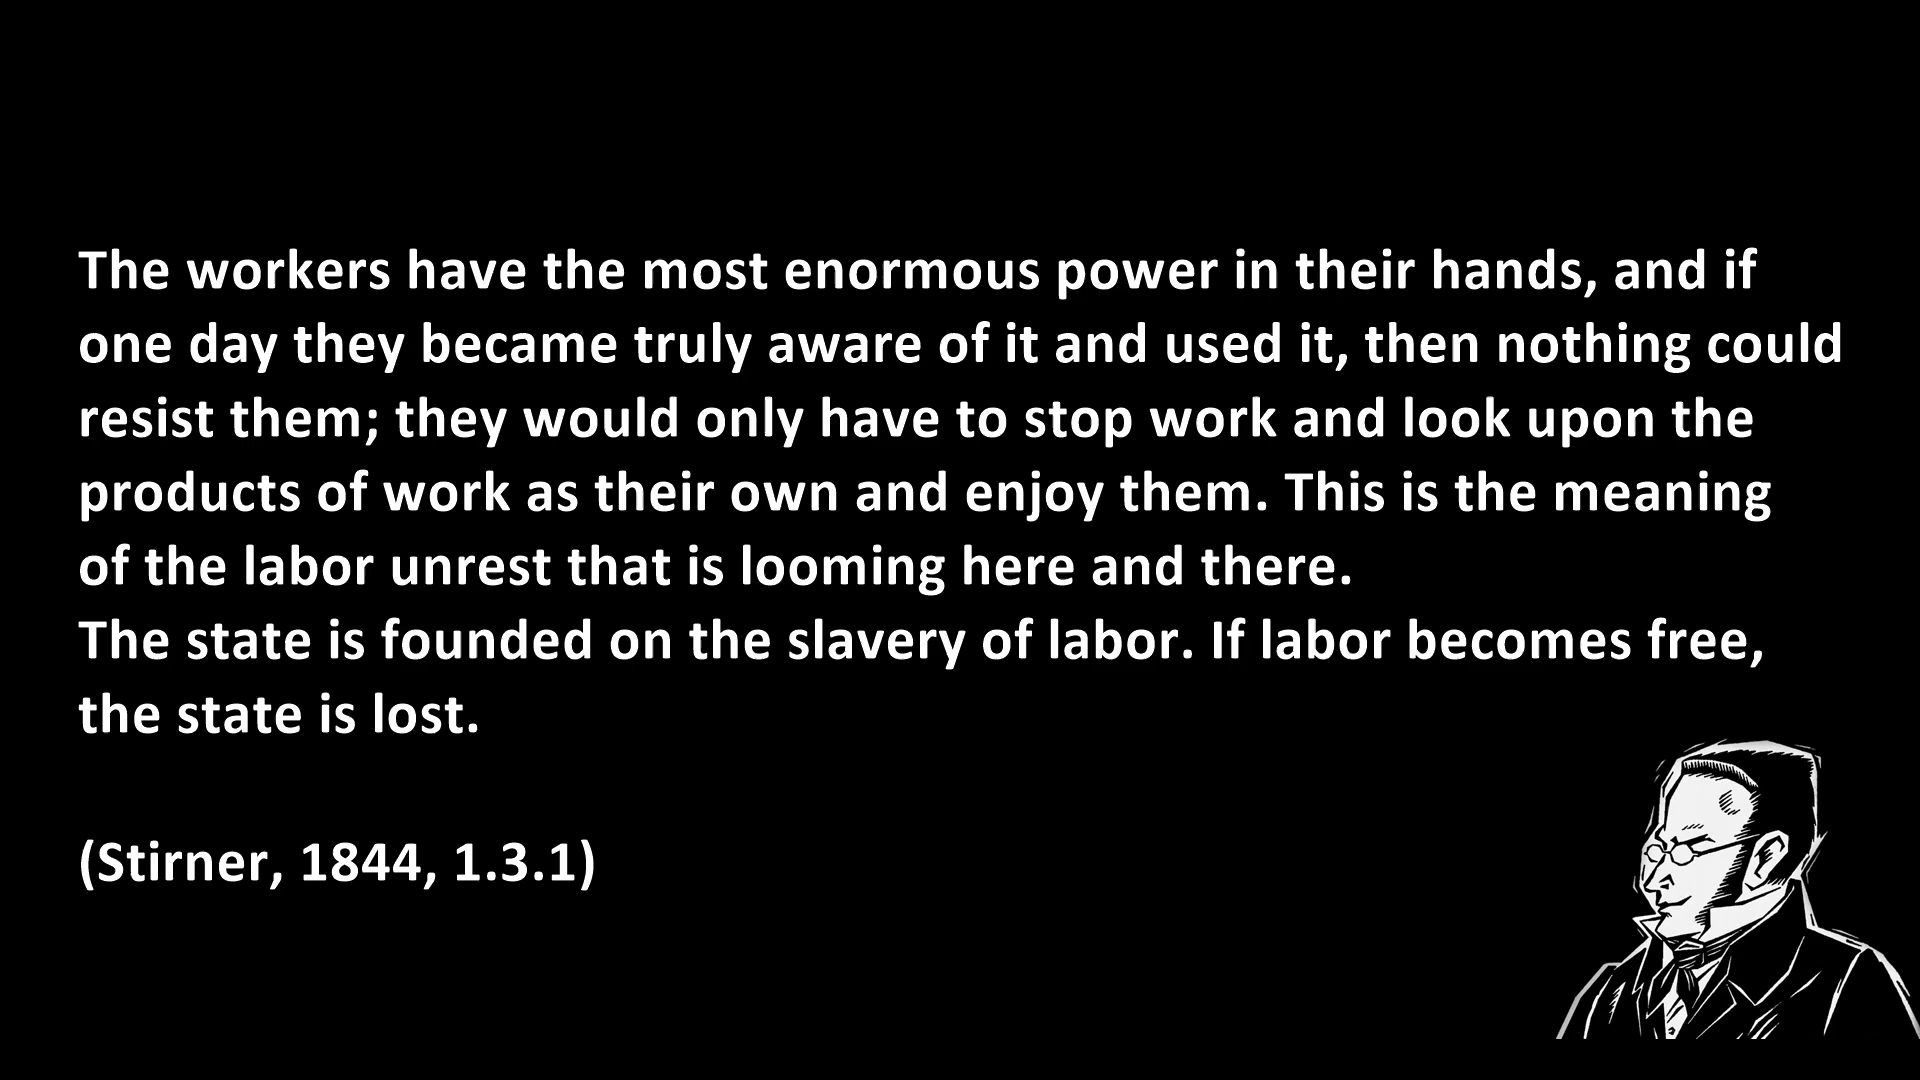 The workers have the most enormous power in their hands, and if
one day they became truly aware of it and used it, then nothing could
resist them; they would only have to stop work and look upon the
products of work as their own and enjoy them. This is the meaning
of the labor unrest that is looming here and there.
The state is founded on the slavery of labor. If labor becomes free,
the state is lost.
(Stirner, 1844, 1.3.1)